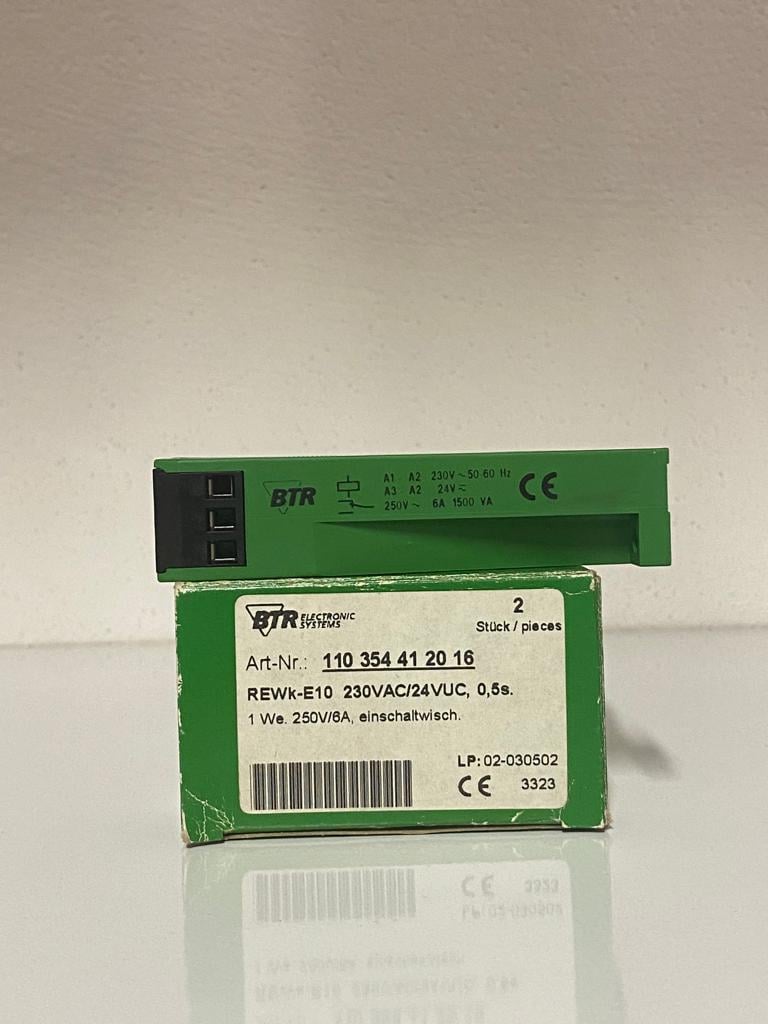 BTR
A1 A2 230V ~ 50-60 Hz
A3 A2 24V ⎓
250V ~ 6A 1500 VA
CE
BTR ELECTRONIC
SYSTEMS
2
Stück / pieces
Art-Nr.: 110 354 41 20 16
REWk-E10 230VAC/24VUC, 0,5s.
1 We. 250V/6A, einschaltwisch.
LP: 02-030502
CE 3323